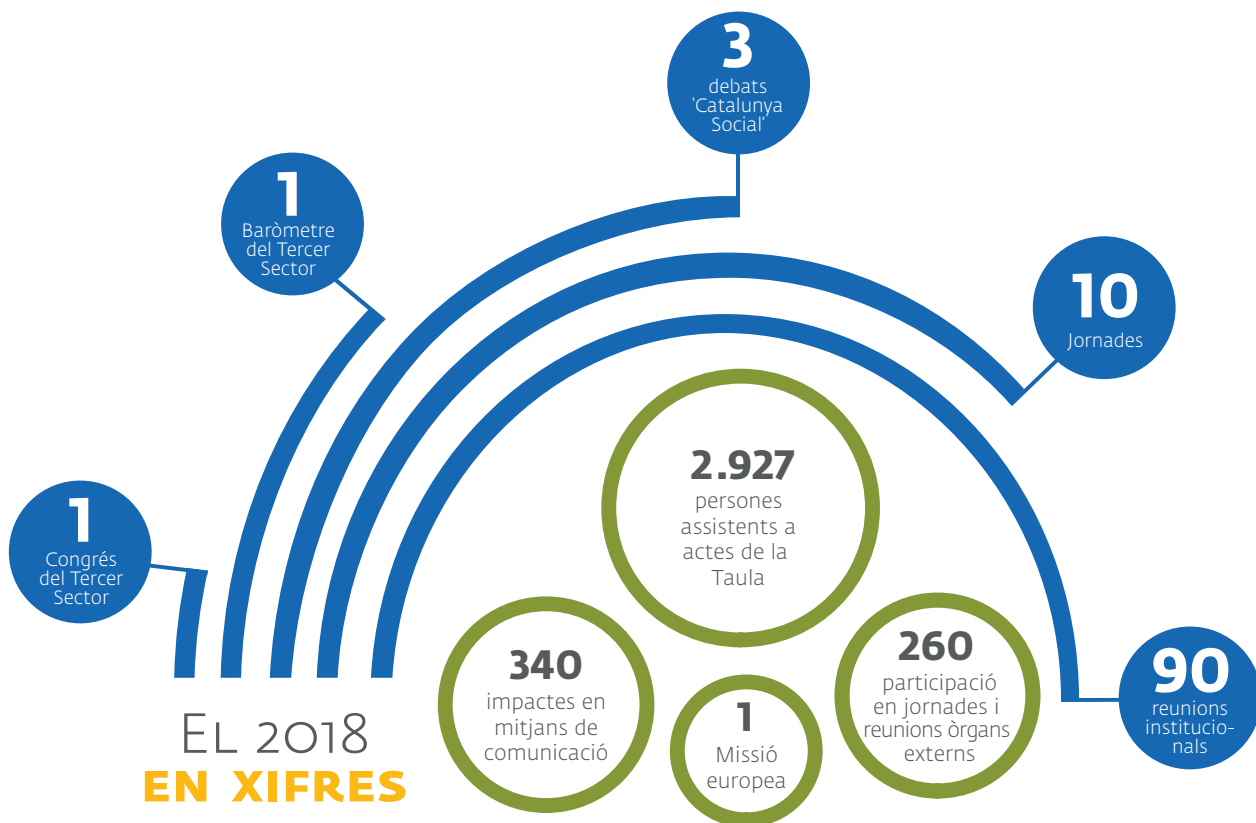 3
debats
'Catalunya
Social'
1
Baròmetre
del Tercer
Sector
10
Jornades
1
Congrés
del Tercer
Sector
2.927
persones
assistents a
actes de la
Taula
340
impactes en
mitjans de
comunicació
1
Missió
europea
260
participació
en jornades i
reunions òrgans
externs
90
reunions
institucio-
nals
EL 2018
EN XIFRES